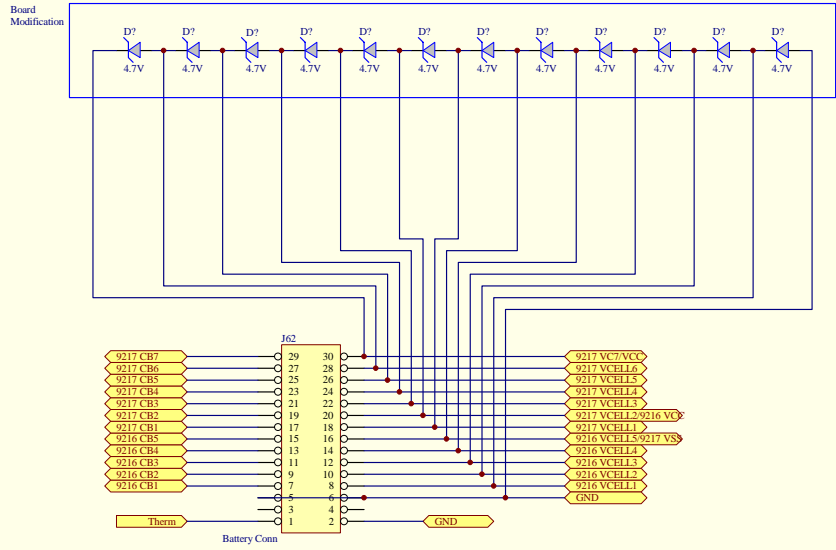 Board
Modification
D? D? D? D? D? D? D? D? D? D? D? D?
4.7V 4.7V 4.7V 4.7V 4.7V 4.7V 4.7V 4.7V 4.7V 4.7V 4.7V 4.7V
J62
9217 CB7 29 30 9217 VC7/VCC
9217 CB6 27 28 9217 VCELL6
9217 CB5 25 26 9217 VCELL5
9217 CB4 23 24 9217 VCELL4
9217 CB3 21 22 9217 VCELL3
9217 CB2 19 20 9217 VCELL2/9216 VCC
9217 CB1 17 18 9217 VCELL1
9216 CB5 15 16 9216 VCELL5/9217 VSS
9216 CB4 13 14 9216 VCELL4
9216 CB3 11 12 9216 VCELL3
9216 CB2 9 10 9216 VCELL2
9216 CB1 7 8 9216 VCELL1
5 6 GND
3 4
Therm 1 2 GND
Battery Conn